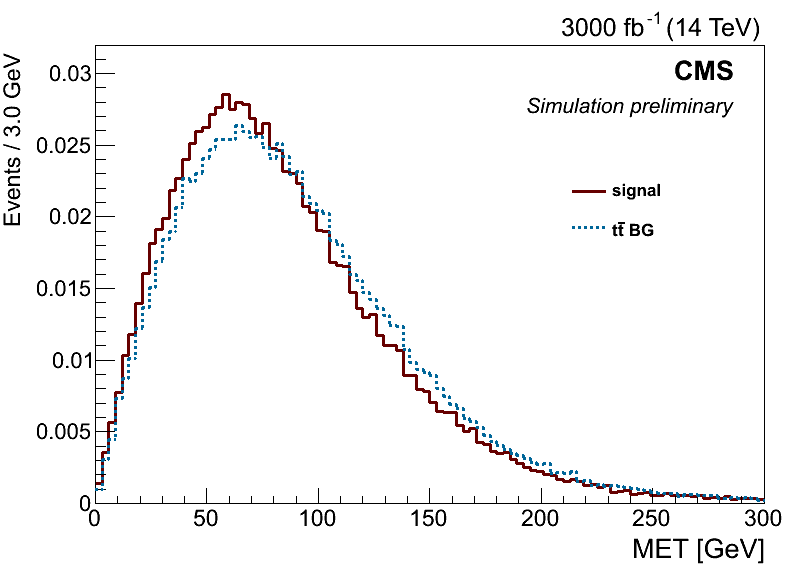 3000 fb⁻¹ (14 TeV)
CMS
Simulation preliminary
signal
tt̄ BG
Events / 3.0 GeV
0.03
0.025
0.02
0.015
0.01
0.005
0
0 50 100 150 200 250 300
MET [GeV]